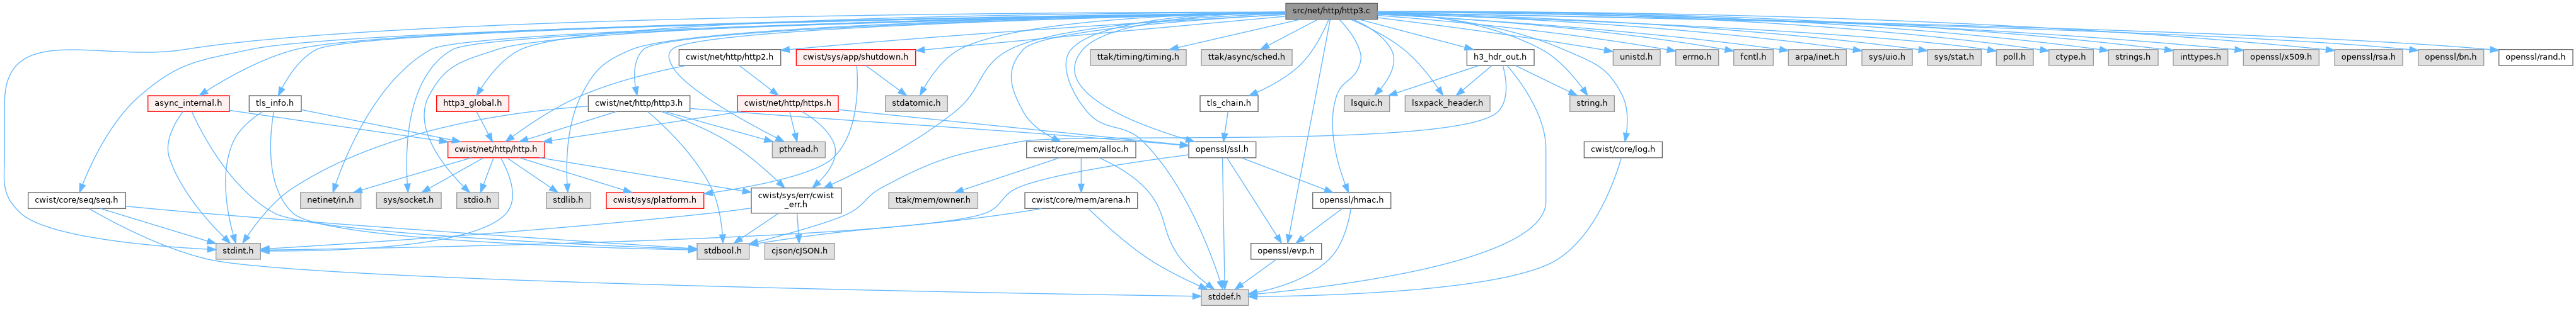 src/net/http/http3.c
cwist/net/http/http2.h
cwist/sys/app/shutdown.h
ttak/timing/timing.h
ttak/async/sched.h
h3_hdr_out.h
unistd.h
errno.h
fcntl.h
arpa/inet.h
sys/uio.h
sys/stat.h
poll.h
ctype.h
strings.h
inttypes.h
openssl/x509.h
openssl/rsa.h
openssl/bn.h
openssl/rand.h
async_internal.h
tls_info.h
http3_global.h
cwist/net/http/http3.h
cwist/net/http/https.h
stdatomic.h
tls_chain.h
lsquic.h
lsxpack_header.h
string.h
cwist/net/http/http.h
pthread.h
cwist/core/mem/alloc.h
openssl/ssl.h
cwist/core/log.h
cwist/core/seq/seq.h
netinet/in.h
sys/socket.h
stdio.h
stdlib.h
cwist/sys/platform.h
cwist/sys/err/cwist
_err.h
ttak/mem/owner.h
cwist/core/mem/arena.h
openssl/hmac.h
stdint.h
stdbool.h
cjson/cJSON.h
openssl/evp.h
stddef.h